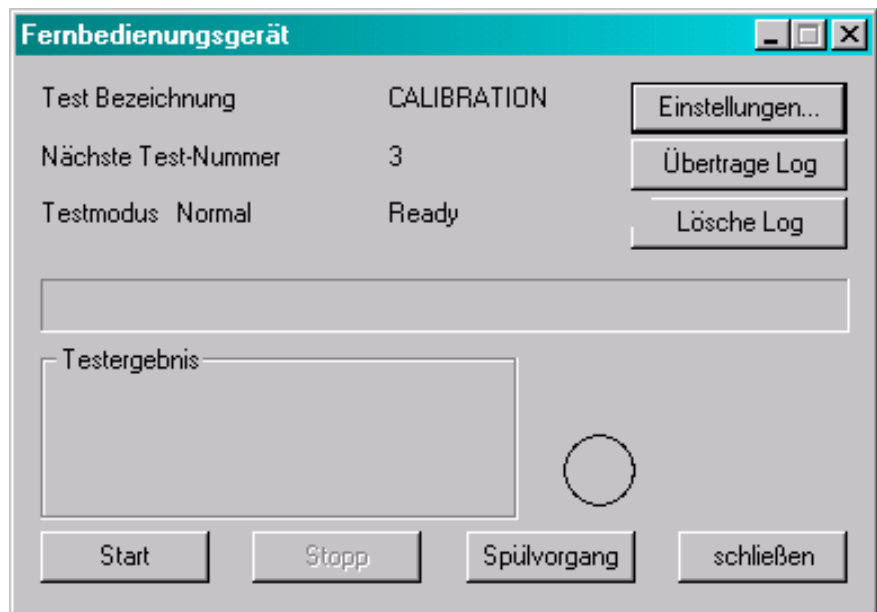 Fernbedienungsgerät
Test Bezeichnung CALIBRATION
Einstellungen...
Nächste Test-Nummer 3
Übertrage Log
Testmodus Normal Ready
Lösche Log
Testergebnis
Start Stopp Spülvorgang schließen